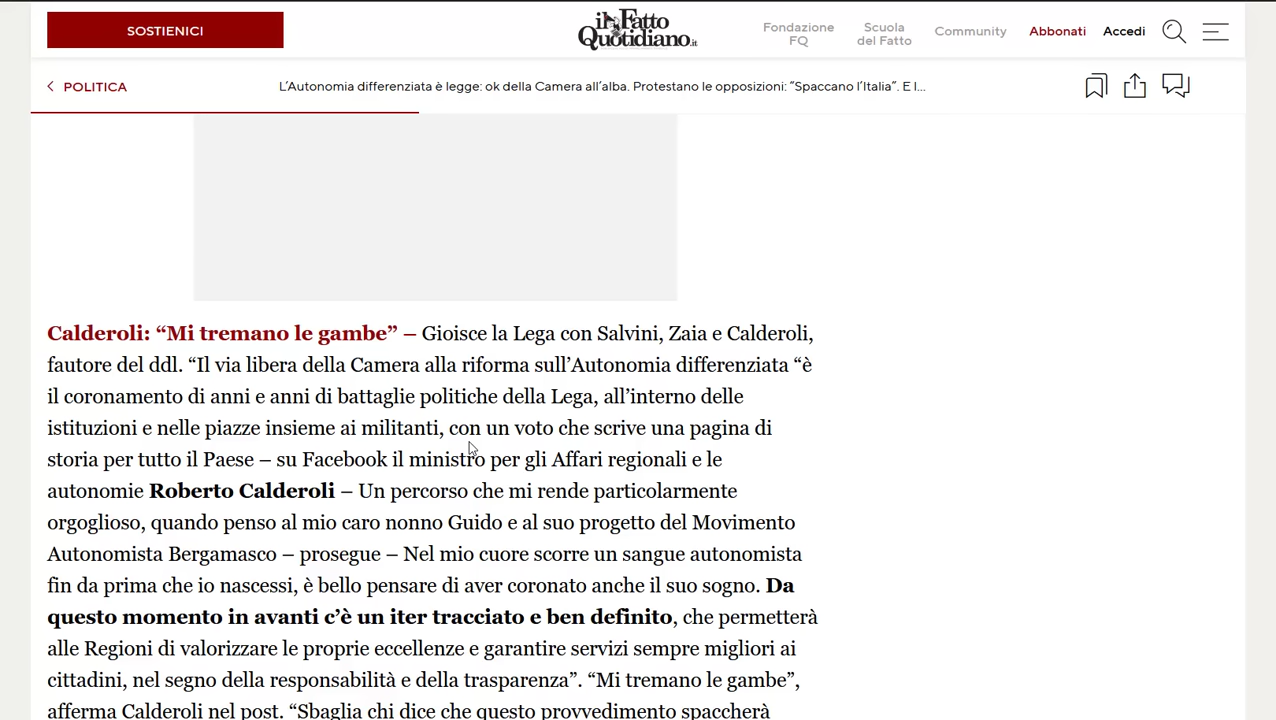 SOSTIENICI
il Fatto
Quotidiano.it
Fondazione
FQ
Scuola
del Fatto
Community
Abbonati
Accedi
POLITICA
L’Autonomia differenziata è legge: ok della Camera all’alba. Protestano le opposizioni: “Spaccano l’Italia”. E l...
Calderoli: “Mi tremano le gambe” – Gioisce la Lega con Salvini, Zaia e Calderoli,
fautore del ddl. “Il via libera della Camera alla riforma sull’Autonomia differenziata “è
il coronamento di anni e anni di battaglie politiche della Lega, all’interno delle
istituzioni e nelle piazze insieme ai militanti, con un voto che scrive una pagina di
storia per tutto il Paese – su Facebook il ministro per gli Affari regionali e le
autonomie Roberto Calderoli – Un percorso che mi rende particolarmente
orgoglioso, quando penso al mio caro nonno Guido e al suo progetto del Movimento
Autonomista Bergamasco – prosegue – Nel mio cuore scorre un sangue autonomista
fin da prima che io nascessi, è bello pensare di aver coronato anche il suo sogno. Da
questo momento in avanti c’è un iter tracciato e ben definito, che permetterà
alle Regioni di valorizzare le proprie eccellenze e garantire servizi sempre migliori ai
cittadini, nel segno della responsabilità e della trasparenza”. “Mi tremano le gambe”,
afferma Calderoli nel post. “Sbaglia chi dice che questo provvedimento spaccherà